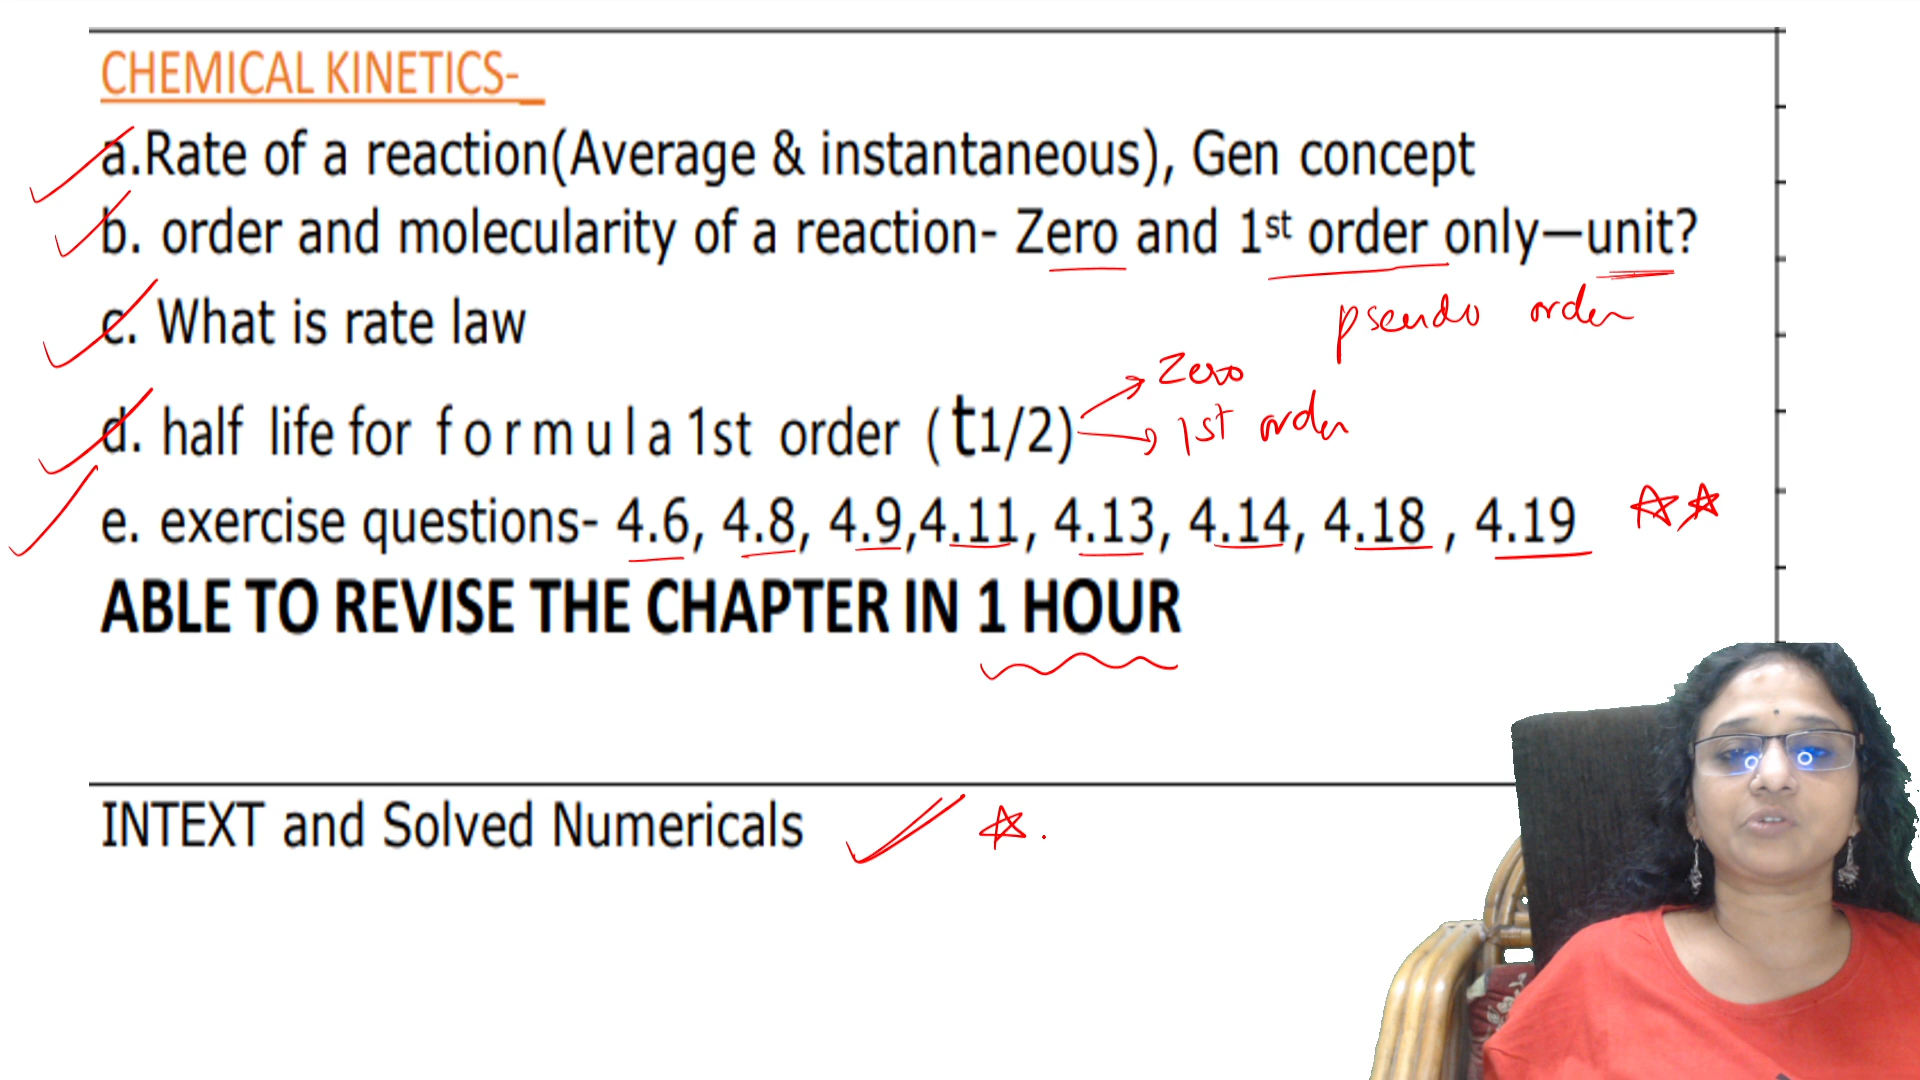 CHEMICAL KINETICS-_
a.Rate of a reaction(Average & instantaneous), Gen concept
b. order and molecularity of a reaction- Zero and 1st order only—unit?
pseudo order
c. What is rate law
Zero
d. half life for f o r m u l a 1st order ( t1/2)
1st order
e. exercise questions- 4.6, 4.8, 4.9,4.11, 4.13, 4.14, 4.18 , 4.19
ABLE TO REVISE THE CHAPTER IN 1 HOUR
INTEXT and Solved Numericals